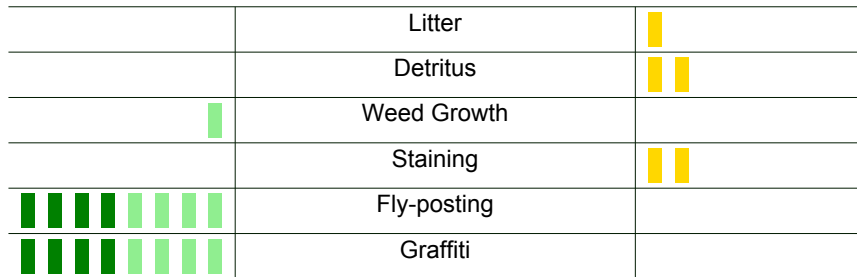 Litter
Detritus
Weed Growth
Staining
Fly-posting
Graffiti